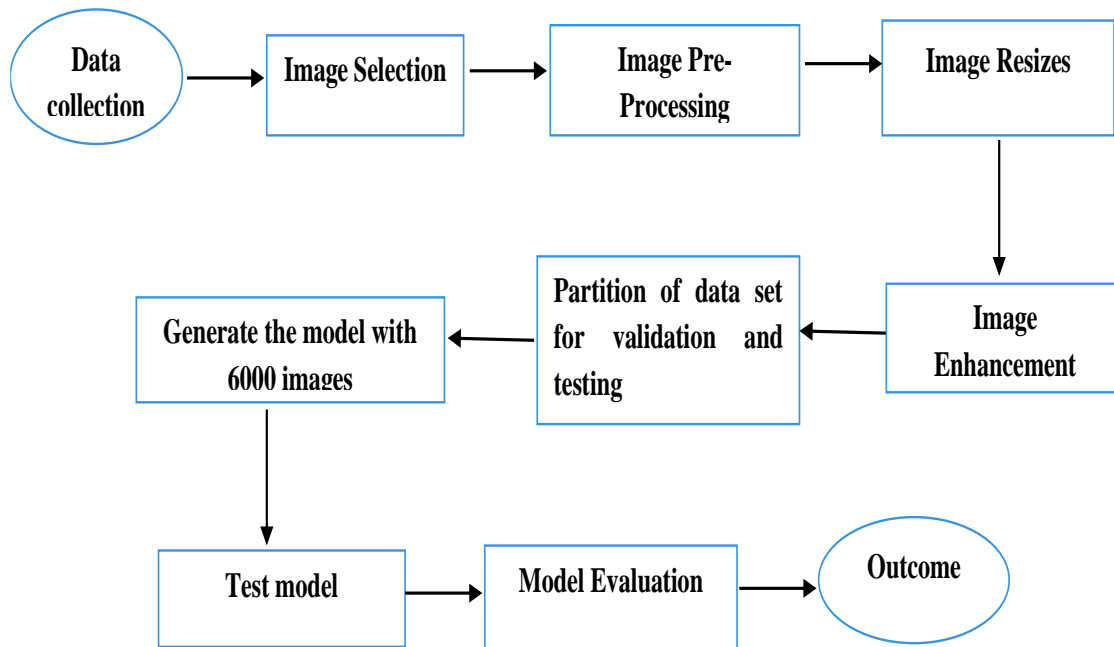 Data
collection
Image Selection
Image Pre-
Processing
Image Resizes
Image
Enhancement
Partition of data set
for validation and
testing
Generate the model with
6000 images
Test model
Model Evaluation
Outcome